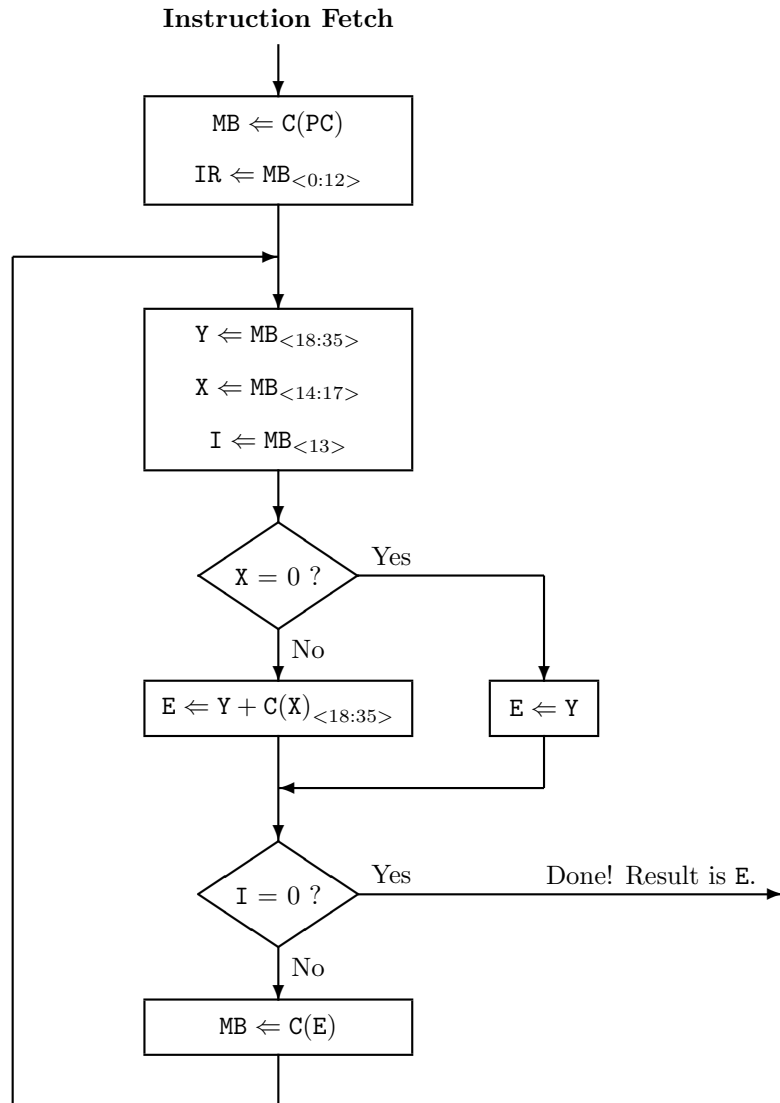 Instruction Fetch
MB ⇐ C(PC)
IR ⇐ MB<0:12>
Y ⇐ MB<18:35>
X ⇐ MB<14:17>
I ⇐ MB<13>
X = 0 ?
Yes
No
E ⇐ Y + C(X)<18:35>
E ⇐ Y
I = 0 ?
Yes
Done! Result is E.
No
MB ⇐ C(E)